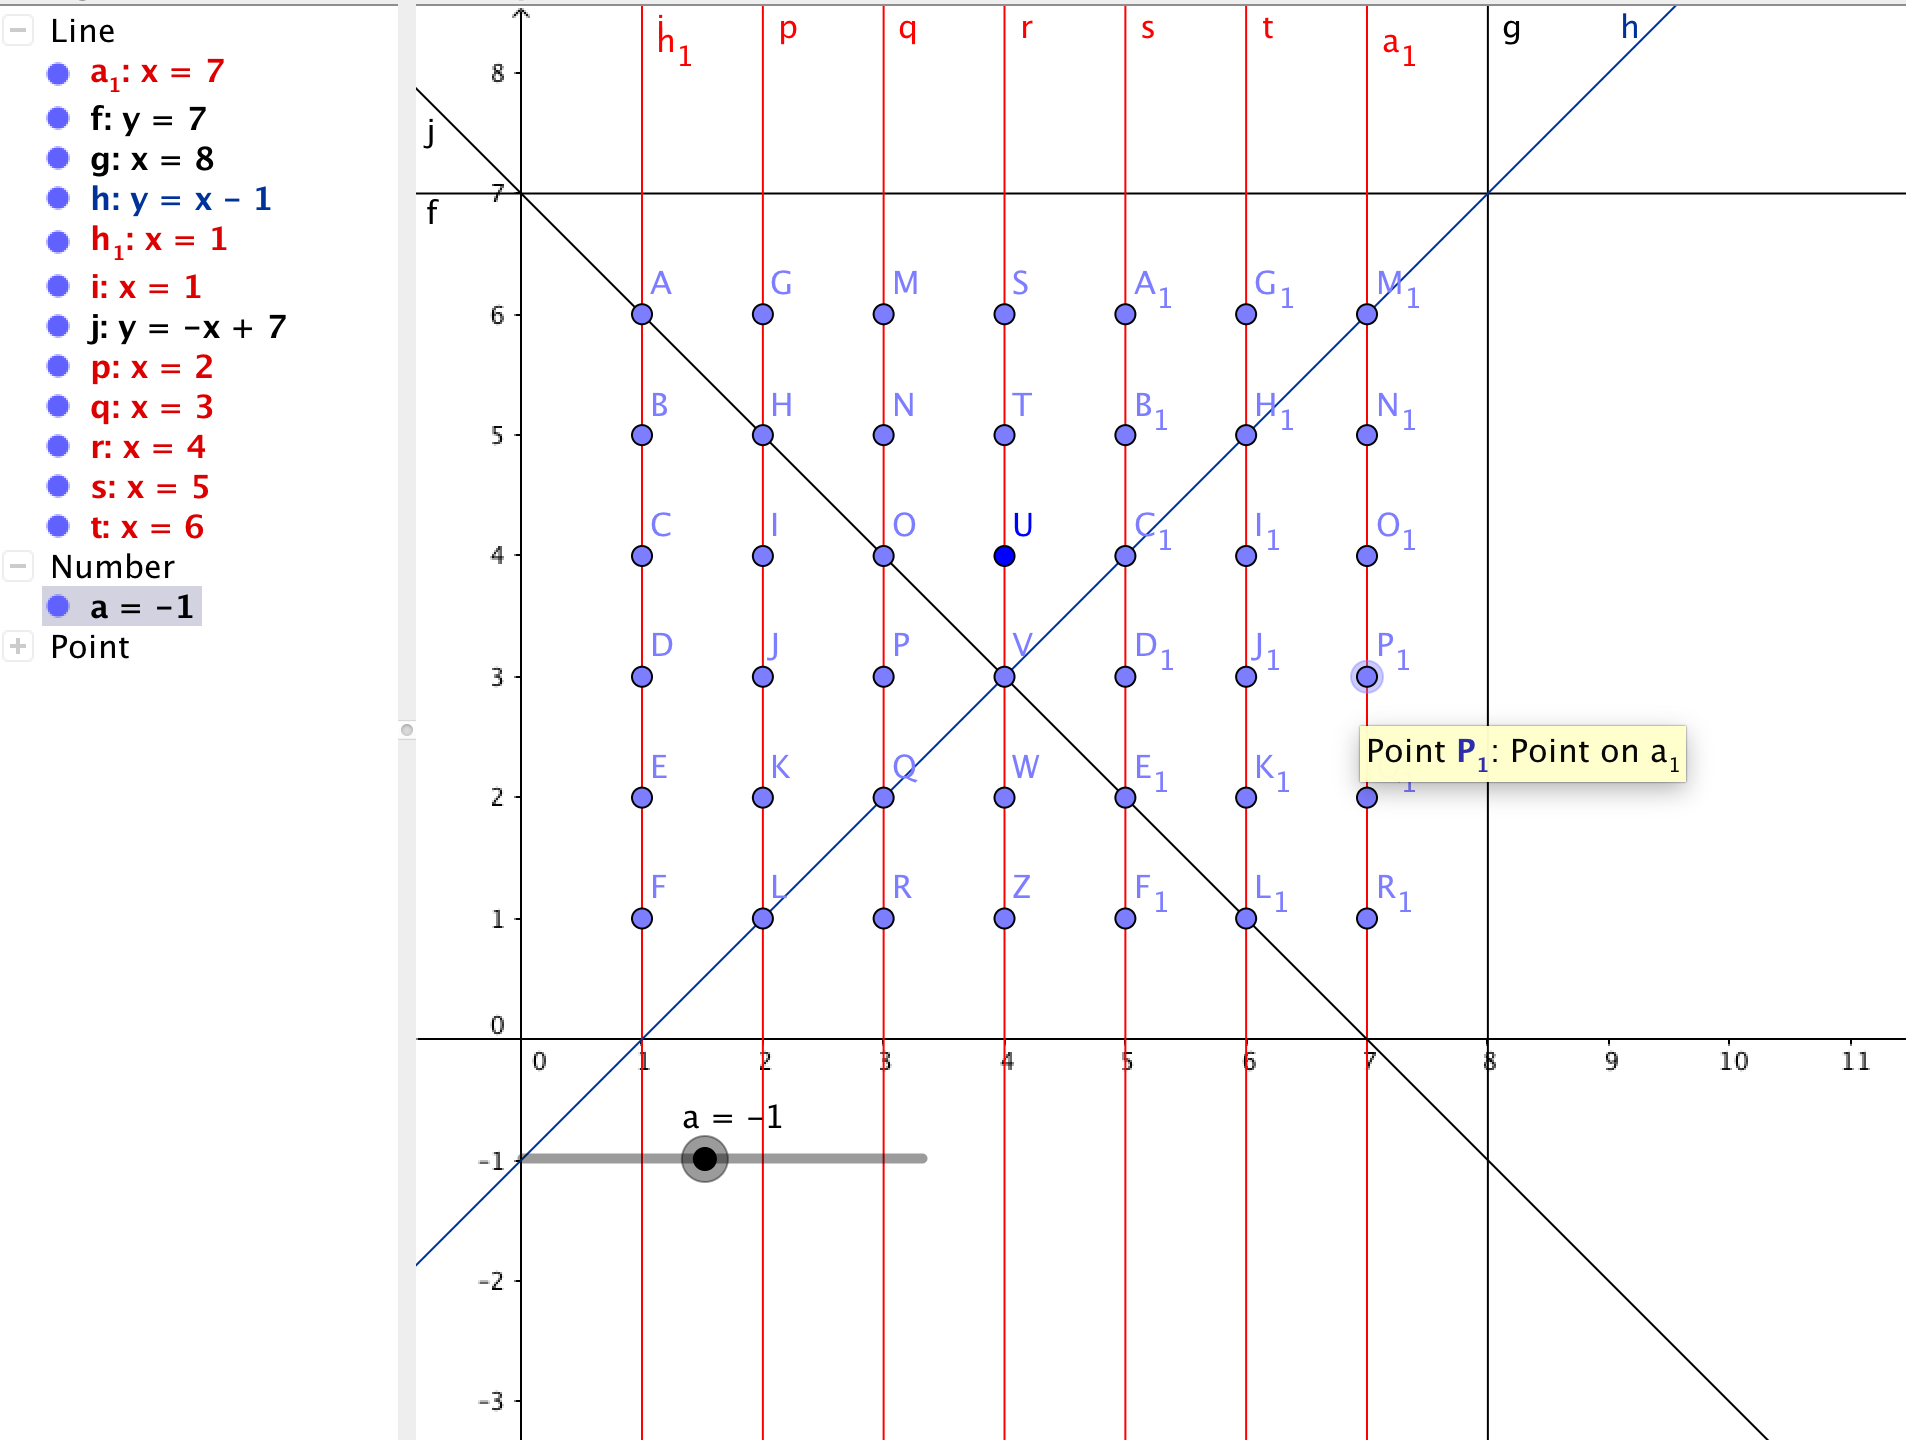 Line
a1: x = 7
f: y = 7
g: x = 8
h: y = x − 1
h1: x = 1
i: x = 1
j: y = −x + 7
p: x = 2
q: x = 3
r: x = 4
s: x = 5
t: x = 6
Number
a = −1
Point
i h1 p q r s t a1 g h
8
j
7
f
A G M S A1 G1 M1
6
B H N T B1 H1 N1
5
C I O U C1 I1 O1
4
D J P V D1 J1 P1
3
Point P1: Point on a1
E K Q W E1 K1 1
2
F L R Z F1 L1 R1
1
0
0 1 2 3 4 5 6 7 8 9 10 11
a = −1
-1
-2
-3